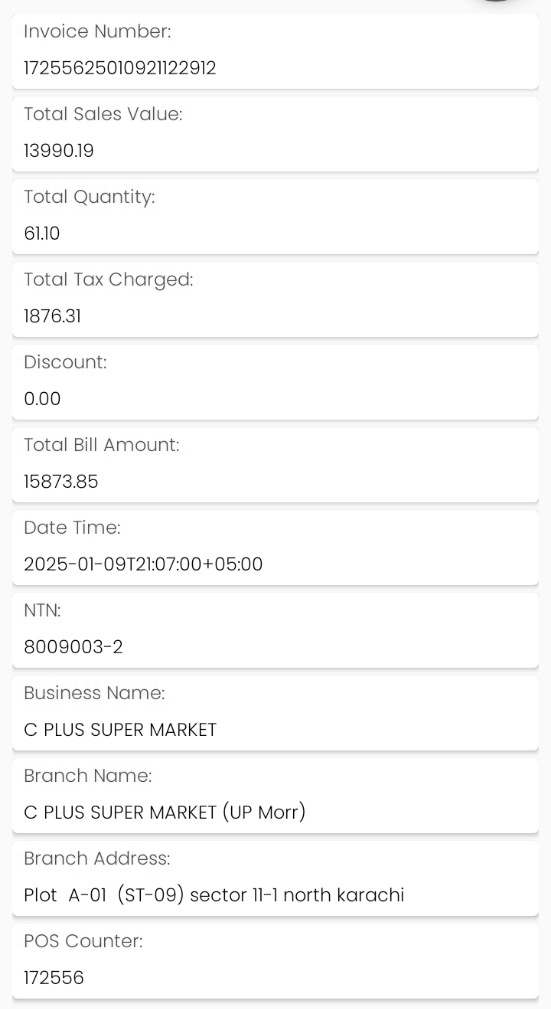 Invoice Number:
17255625010921122912
Total Sales Value:
13990.19
Total Quantity:
61.10
Total Tax Charged:
1876.31
Discount:
0.00
Total Bill Amount:
15873.85
Date Time:
2025-01-09T21:07:00+05:00
NTN:
8009003-2
Business Name:
C PLUS SUPER MARKET
Branch Name:
C PLUS SUPER MARKET (UP Morr)
Branch Address:
Plot  A-01  (ST-09) sector 11-1 north karachi
POS Counter:
172556